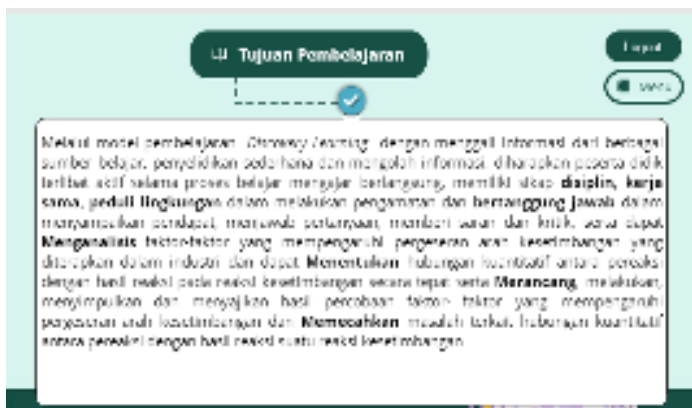 Tujuan Pembelajaran
Logout
Menu
Melalui model pembelajaran Discovery Learning dengan menggali informasi dari berbagai
sumber belajar, penyelidikan sederhana dan mengolah informasi, diharapkan peserta didik
terlibat aktif selama proses belajar mengajar berlangsung, memiliki sikap disiplin, kerja
sama, peduli lingkungan dalam melakukan pengamatan dan bertanggung jawab dalam
menyampaikan pendapat, menjawab pertanyaan, memberi saran dan kritik, serta dapat
Menganalisis faktor-faktor yang mempengaruhi pergeseran arah kesetimbangan yang
diterapkan dalam industri dan dapat Menentukan hubungan kuantitatif antara pereaksi
dengan hasil reaksi pada reaksi kesetimbangan secara tepat serta Merancang, melakukan,
menyimpulkan dan menyajikan hasil percobaan faktor- faktor yang mempengaruhi
pergeseran arah kesetimbangan dan Memecahkan masalah terkait hubungan kuantitatif
antara pereaksi dengan hasil reaksi suatu reaksi kesetimbangan